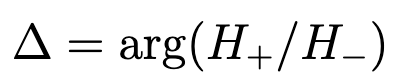 Δ = arg(H₊/H₋)